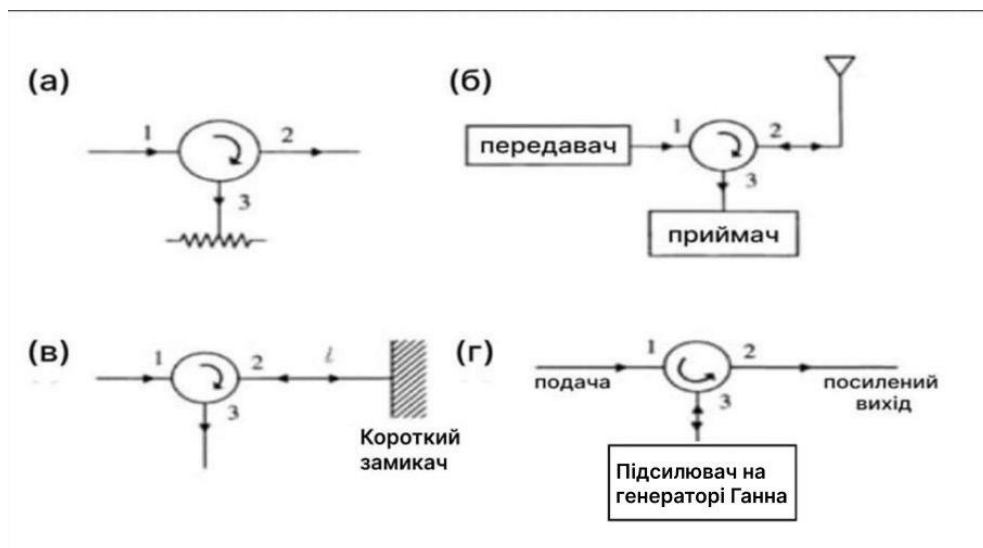 (а)
1
2
3
(б)
передавач
1
2
3
приймач
(в)
1
2
l
3
Короткий
замикач
(г)
1
2
3
подача
посилений
вихід
Підсилювач на
генераторі Ганна